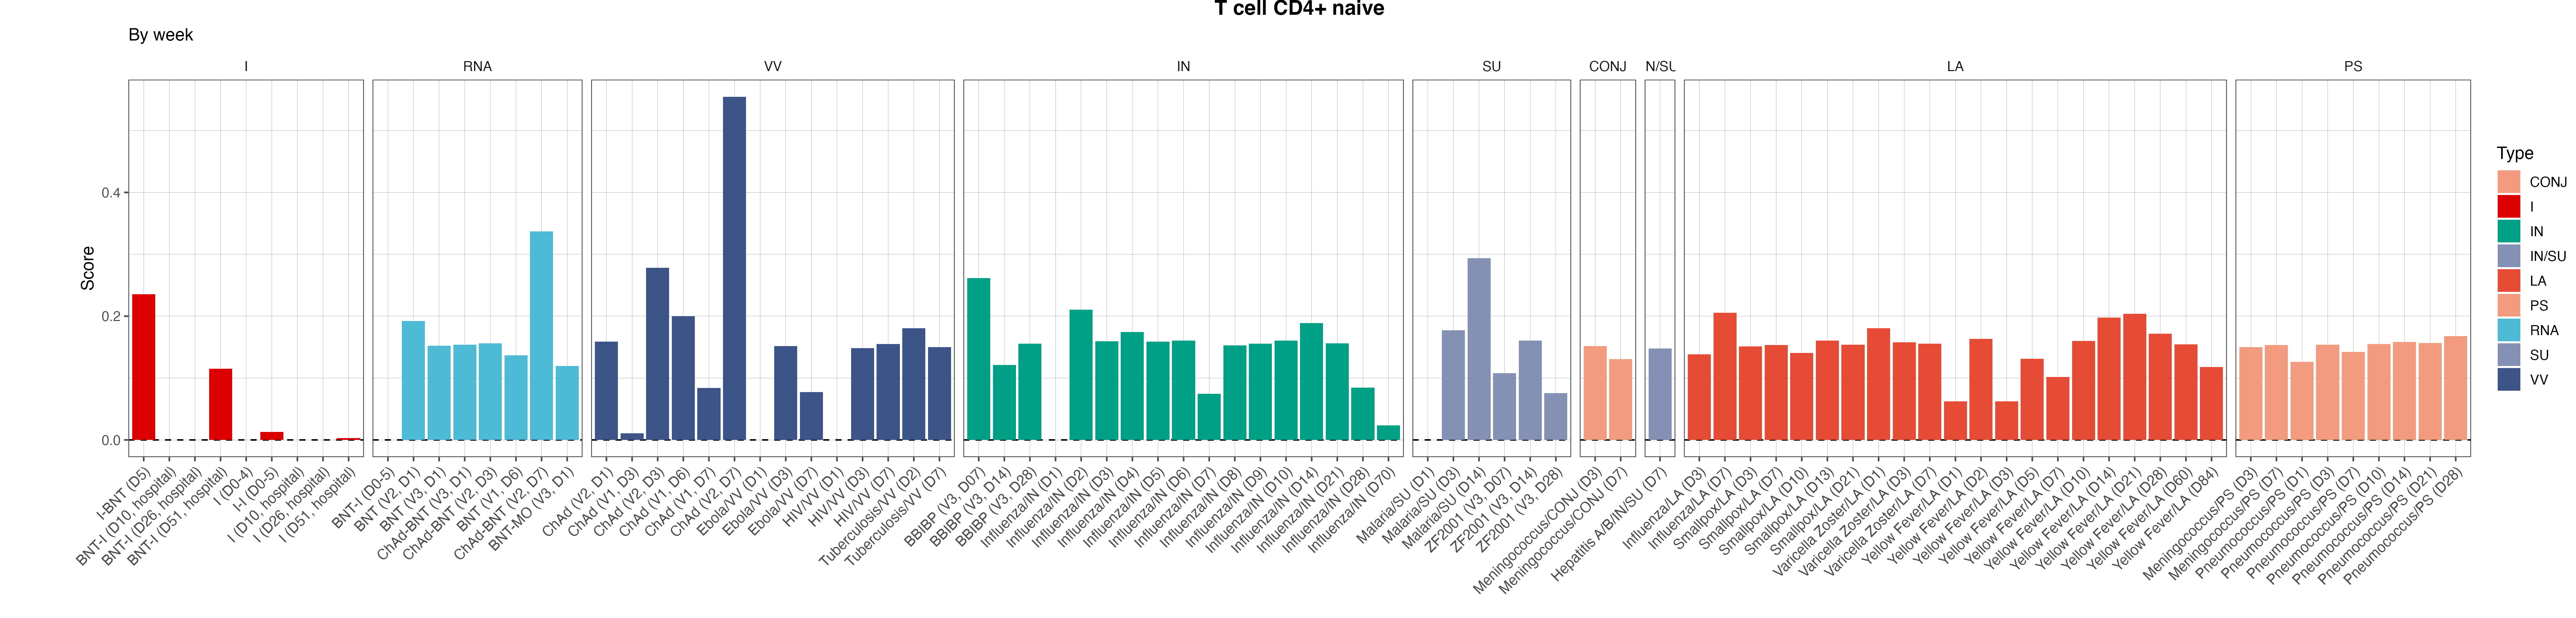 T cell CD4+ naive
By week
I
RNA
VV
IN
SU
CONJ
N/SU
LA
PS
Score
0.4
0.2
0.0
I-BNT (D5)
BNT-I (D10, hospital)
BNT-I (D26, hospital)
BNT-I (D51, hospital)
I (D0-4)
I-I (D0-5)
I (D10, hospital)
I (D26, hospital)
I (D51, hospital)
BNT-I (D0-5)
BNT (V2, D1)
BNT (V3, D1)
ChAd-BNT (V3, D1)
ChAd-BNT (V2, D3)
BNT (V1, D6)
ChAd-BNT (V2, D7)
BNT-MO (V3, D1)
ChAd (V2, D1)
ChAd (V1, D3)
ChAd (V2, D3)
ChAd (V1, D6)
ChAd (V1, D7)
ChAd (V2, D7)
Ebola/VV (D1)
Ebola/VV (D3)
Ebola/VV (D7)
HIV/VV (D1)
HIV/VV (D3)
HIV/VV (D7)
Tuberculosis/VV (D2)
Tuberculosis/VV (D7)
BBIBP (V3, D07)
BBIBP (V3, D14)
BBIBP (V3, D28)
Influenza/IN (D1)
Influenza/IN (D2)
Influenza/IN (D3)
Influenza/IN (D4)
Influenza/IN (D5)
Influenza/IN (D6)
Influenza/IN (D7)
Influenza/IN (D8)
Influenza/IN (D9)
Influenza/IN (D10)
Influenza/IN (D14)
Influenza/IN (D21)
Influenza/IN (D28)
Influenza/IN (D70)
Malaria/SU (D1)
Malaria/SU (D3)
Malaria/SU (D14)
ZF2001 (V3, D07)
ZF2001 (V3, D14)
ZF2001 (V3, D28)
Meningococcus/CONJ (D3)
Meningococcus/CONJ (D7)
Hepatitis A/B/IN/SU (D7)
Influenza/LA (D3)
Influenza/LA (D7)
Smallpox/LA (D3)
Smallpox/LA (D7)
Smallpox/LA (D10)
Smallpox/LA (D13)
Smallpox/LA (D21)
Varicella Zoster/LA (D1)
Varicella Zoster/LA (D3)
Varicella Zoster/LA (D7)
Yellow Fever/LA (D1)
Yellow Fever/LA (D2)
Yellow Fever/LA (D3)
Yellow Fever/LA (D5)
Yellow Fever/LA (D7)
Yellow Fever/LA (D10)
Yellow Fever/LA (D14)
Yellow Fever/LA (D21)
Yellow Fever/LA (D28)
Yellow Fever/LA (D60)
Yellow Fever/LA (D84)
Meningococcus/PS (D3)
Meningococcus/PS (D7)
Pneumococcus/PS (D1)
Pneumococcus/PS (D3)
Pneumococcus/PS (D7)
Pneumococcus/PS (D10)
Pneumococcus/PS (D14)
Pneumococcus/PS (D21)
Pneumococcus/PS (D28)
Type
CONJ
I
IN
IN/SU
LA
PS
RNA
SU
VV